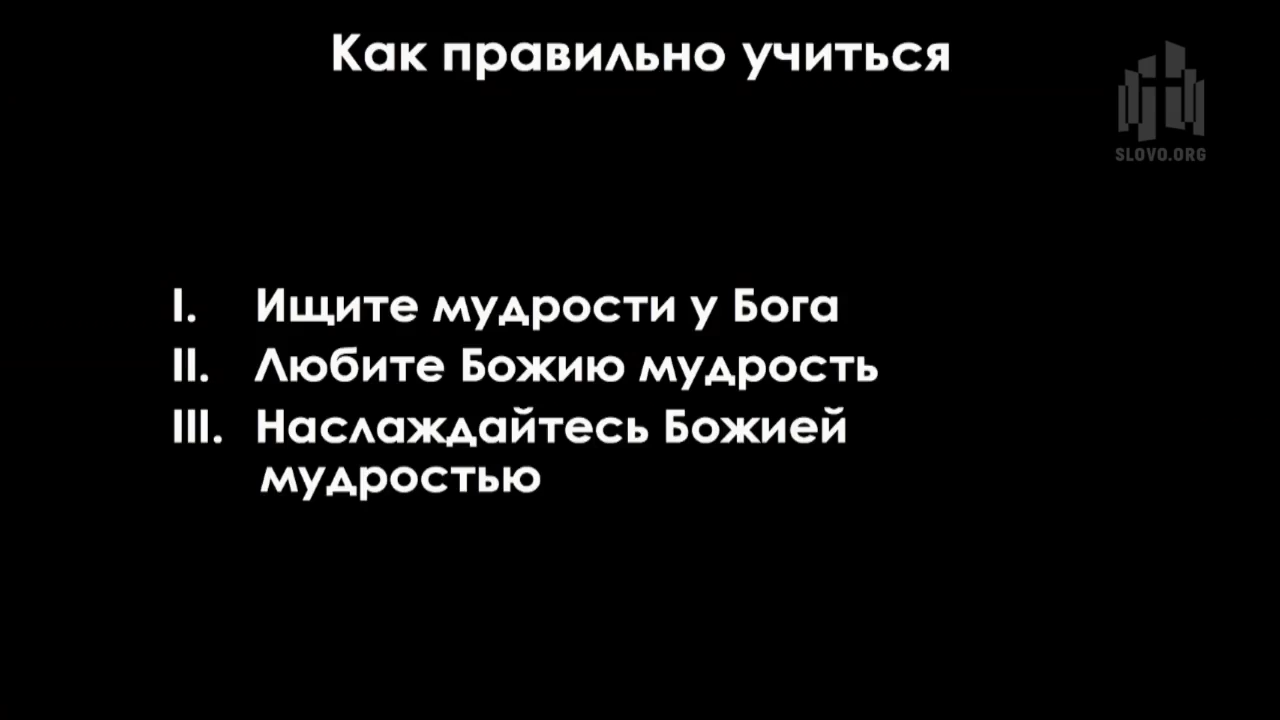 Как правильно учиться
SLOVO.ORG
I. Ищите мудрости у Бога
II. Любите Божию мудрость
III. Наслаждайтесь Божией
мудростью